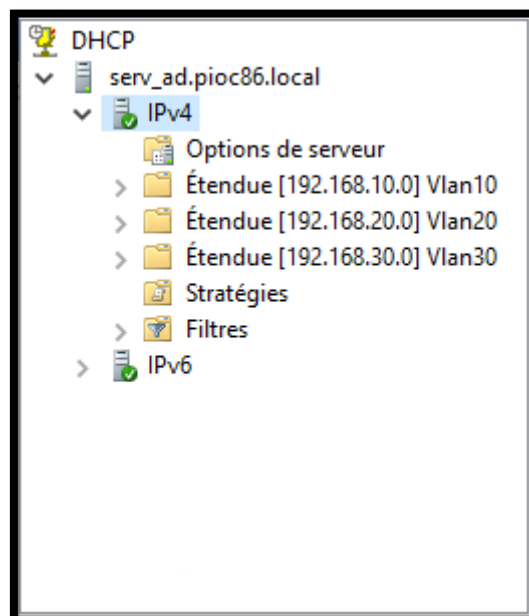 DHCP
serv_ad.pioc86.local
IPv4
Options de serveur
Étendue [192.168.10.0] Vlan10
Étendue [192.168.20.0] Vlan20
Étendue [192.168.30.0] Vlan30
Stratégies
Filtres
IPv6